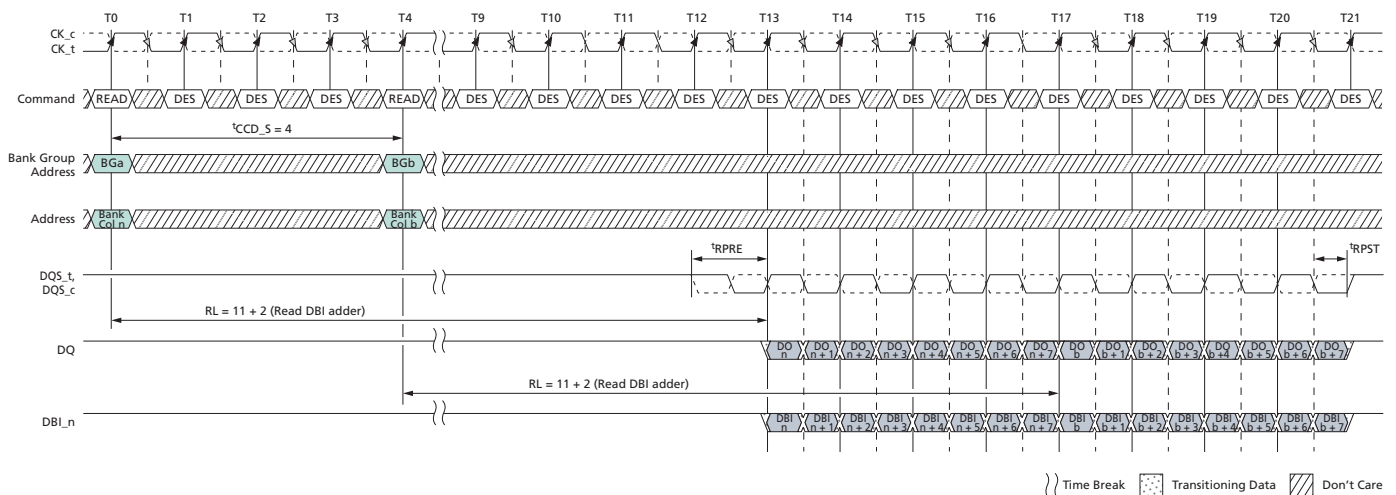 T0 T1 T2 T3 T4 T9 T10 T11 T12 T13 T14 T15 T16 T17 T18 T19 T20 T21
CK_c
CK_t
Command READ DES DES DES READ DES DES DES DES DES DES DES DES DES DES DES DES DES
tCCD_S = 4
Bank Group
Address BGa BGb
Address Bank
Col n Bank
Col b
tRPRE tRPST
DQS_t,
DQS_c
RL = 11 + 2 (Read DBI adder)
DQ DO
n DO
n + 1 DO
n + 2 DO
n + 3 DO
n + 4 DO
n + 5 DO
n + 6 DO
n + 7 DO
b DO
b + 1 DO
b + 2 DO
b + 3 DO
b +4 DO
b + 5 DO
b + 6 DO
b + 7
RL = 11 + 2 (Read DBI adder)
DBI_n DBI
n DBI
n + 1 DBI
n + 2 DBI
n + 3 DBI
n + 4 DBI
n + 5 DBI
n + 6 DBI
n + 7 DBI
b DBI
b + 1 DBI
b + 2 DBI
b + 3 DBI
b + 4 DBI
b + 5 DBI
b + 6 DBI
b + 7
Time Break Transitioning Data Don't Care